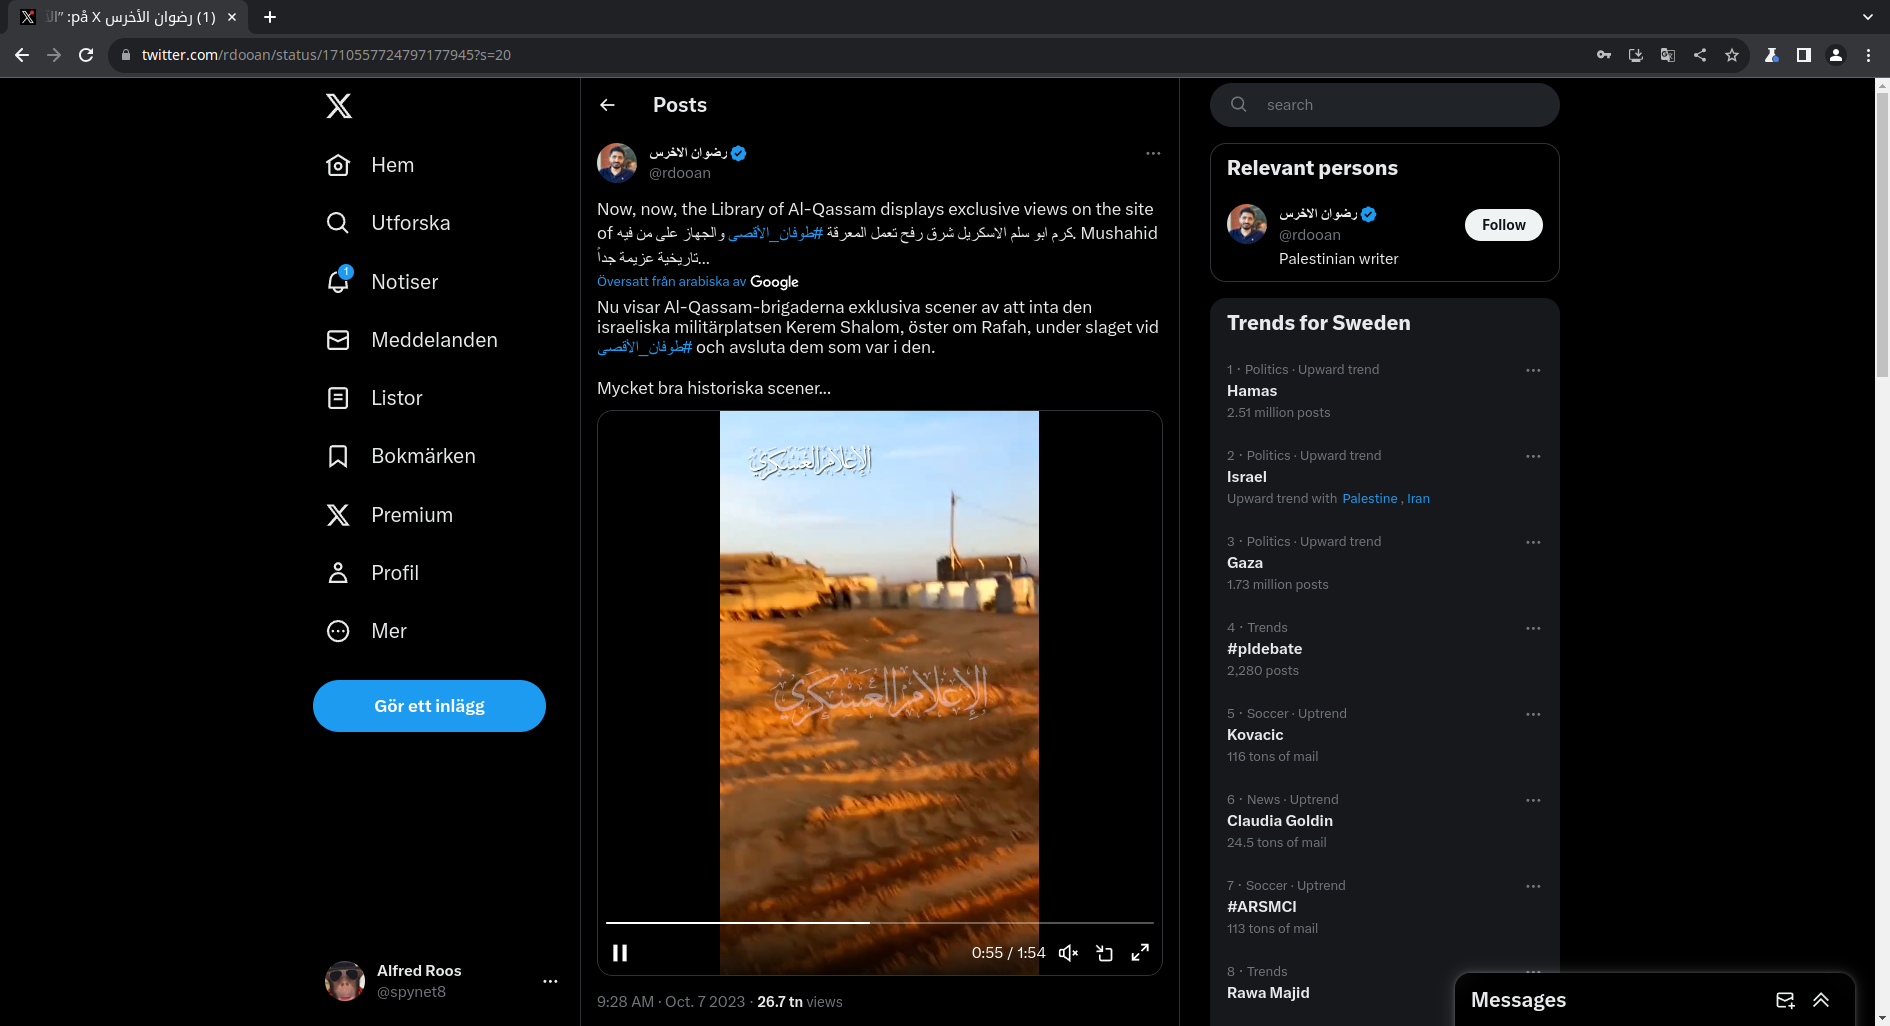 (1) رضوان الأخرس på X: "الآ
twitter.com/rdooan/status/1710557724797177945?s=20
Hem
Utforska
1
Notiser
Meddelanden
Listor
Bokmärken
Premium
Profil
Mer
Gör ett inlägg
Alfred Roos
@spynet8
Posts
رضوان الاخرس
@rdooan
Now, now, the Library of Al-Qassam displays exclusive views on the site
of كرم ابو سلم الاسكريل شرق رفح تعمل المعرقة #طوفان_الأقصى والجهاز على من فيه. Mushahid
تاريخية عزيمة جداً...
Översatt från arabiska av Google
Nu visar Al-Qassam-brigaderna exklusiva scener av att inta den
israeliska militärplatsen Kerem Shalom, öster om Rafah, under slaget vid
#طوفان_الأقصى och avsluta dem som var i den.
Mycket bra historiska scener...
الإعلام العسكري
الإعلام العسكري
0:55 / 1:54
9:28 AM · Oct. 7 2023 · 26.7 tn views
search
Relevant persons
رضوان الاخرس
@rdooan
Follow
Palestinian writer
Trends for Sweden
1 · Politics · Upward trend
Hamas
2.51 million posts
2 · Politics · Upward trend
Israel
Upward trend with Palestine , Iran
3 · Politics · Upward trend
Gaza
1.73 million posts
4 · Trends
#pldebate
2,280 posts
5 · Soccer · Uptrend
Kovacic
116 tons of mail
6 · News · Uptrend
Claudia Goldin
24.5 tons of mail
7 · Soccer · Uptrend
#ARSMCI
113 tons of mail
8 · Trends
Rawa Majid
Messages